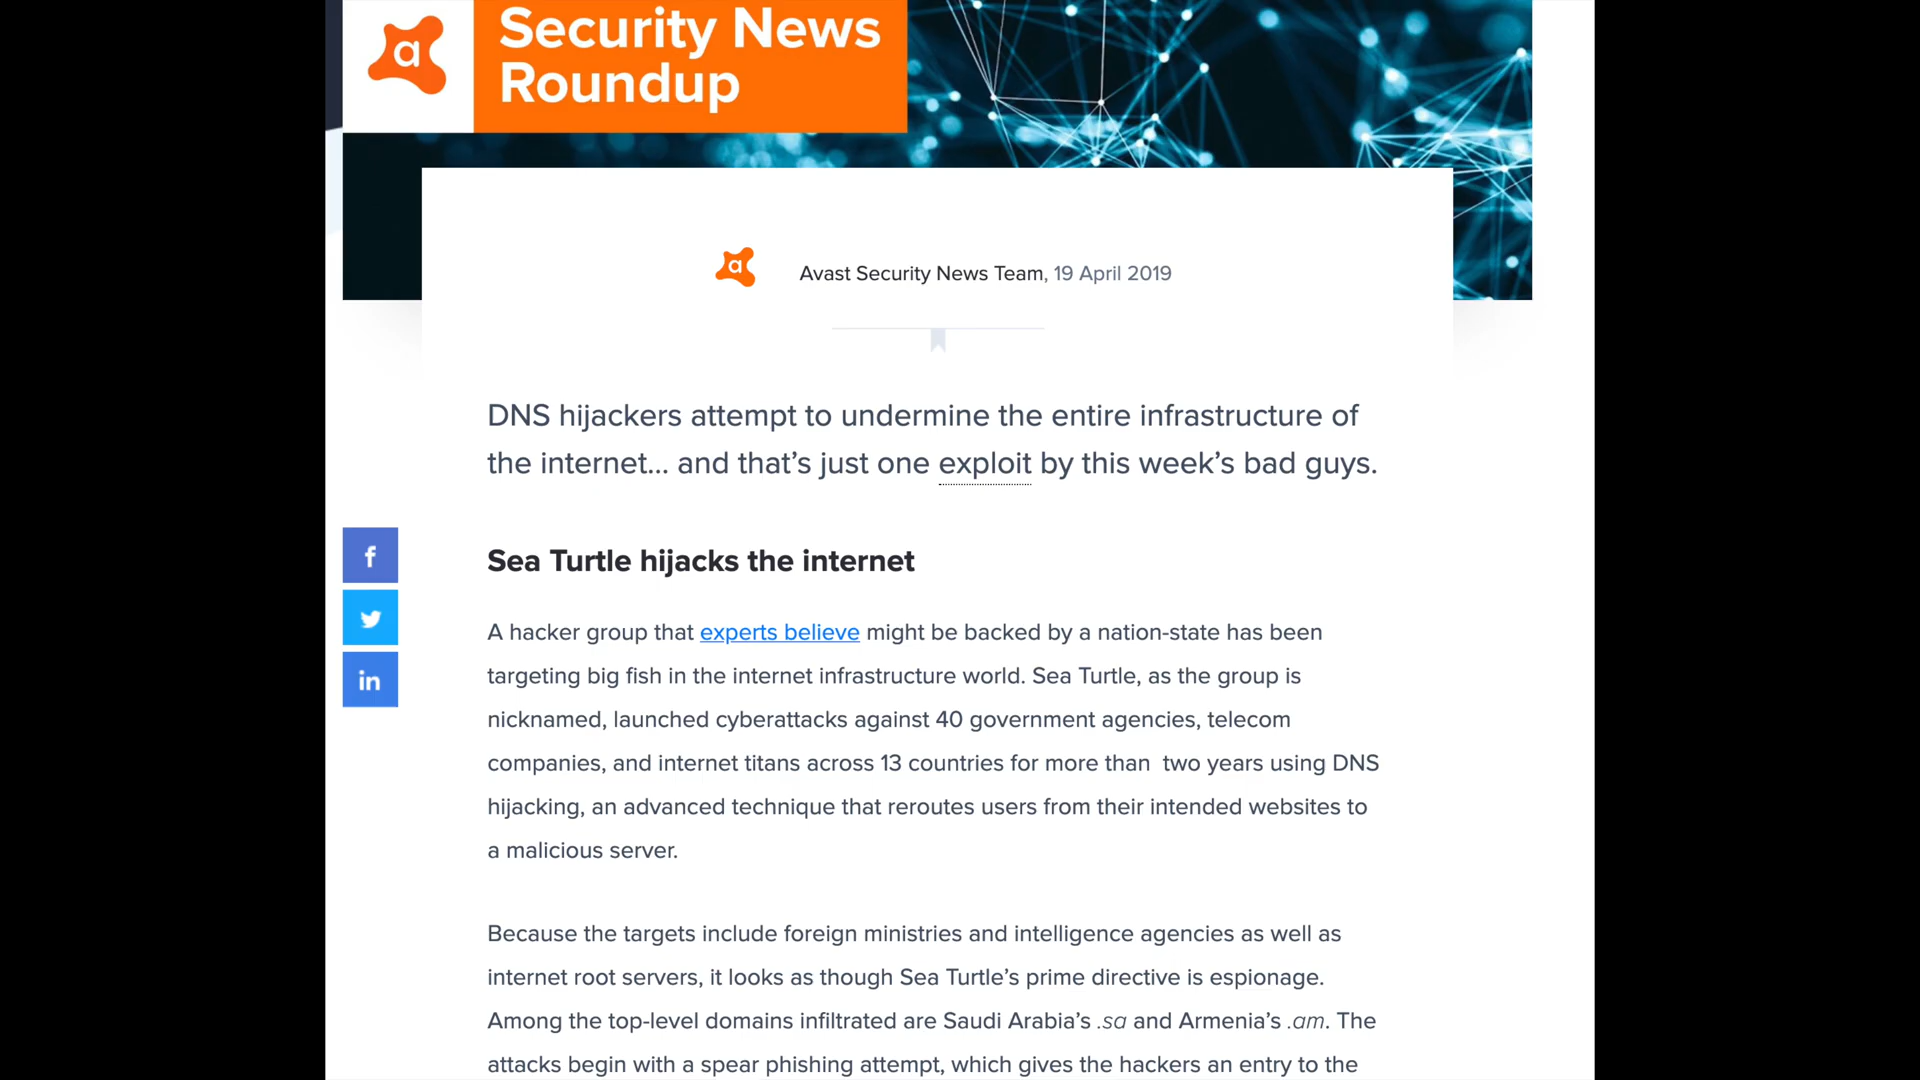 a
Security News
Roundup
a
Avast Security News Team, 19 April 2019
DNS hijackers attempt to undermine the entire infrastructure of
the internet... and that’s just one exploit by this week’s bad guys.
Sea Turtle hijacks the internet
f
in
A hacker group that experts believe might be backed by a nation-state has been
targeting big fish in the internet infrastructure world. Sea Turtle, as the group is
nicknamed, launched cyberattacks against 40 government agencies, telecom
companies, and internet titans across 13 countries for more than  two years using DNS
hijacking, an advanced technique that reroutes users from their intended websites to
a malicious server.
Because the targets include foreign ministries and intelligence agencies as well as
internet root servers, it looks as though Sea Turtle’s prime directive is espionage.
Among the top-level domains infiltrated are Saudi Arabia’s .sa and Armenia’s .am. The
attacks begin with a spear phishing attempt, which gives the hackers an entry to the